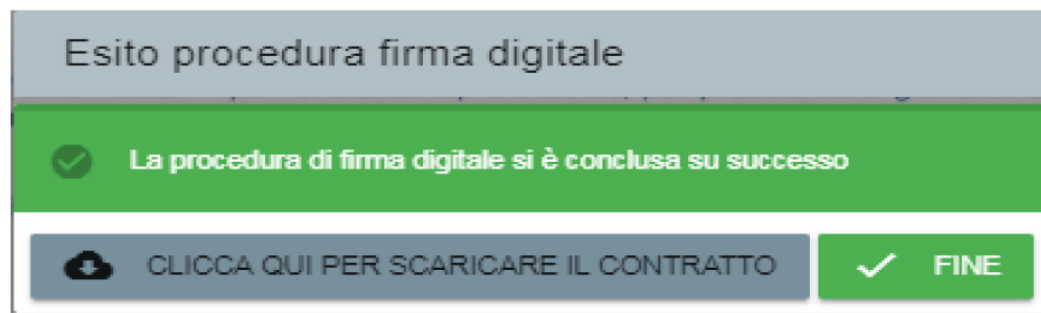 Esito procedura firma digitale
La procedura di firma digitale si è conclusa su successo
CLICCA QUI PER SCARICARE IL CONTRATTO
FINE